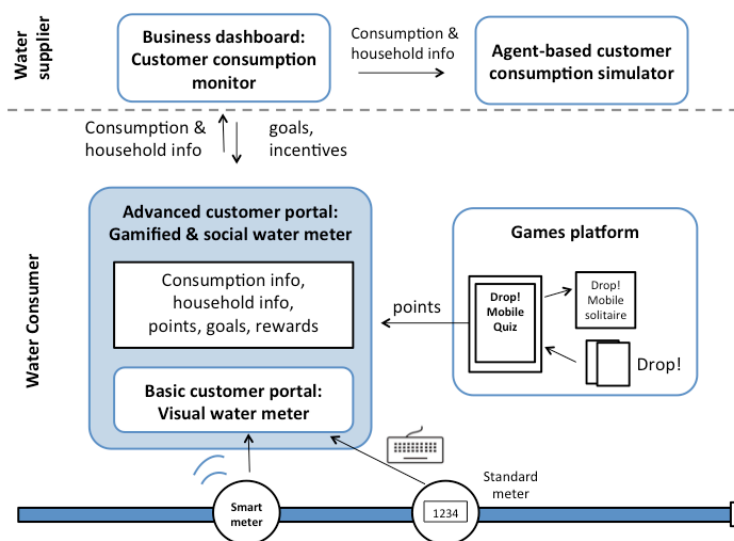 Water
supplier
Business dashboard:
Customer consumption
monitor
Consumption &
household info
Agent-based customer
consumption simulator
Consumption &
household info
goals,
incentives
Water Consumer
Advanced customer portal:
Gamified & social water meter
Consumption info,
household info,
points, goals, rewards
Basic customer portal:
Visual water meter
points
Games platform
Drop!
Mobile
Quiz
Drop!
Mobile
solitaire
Drop!
Smart
meter
1234
Standard
meter